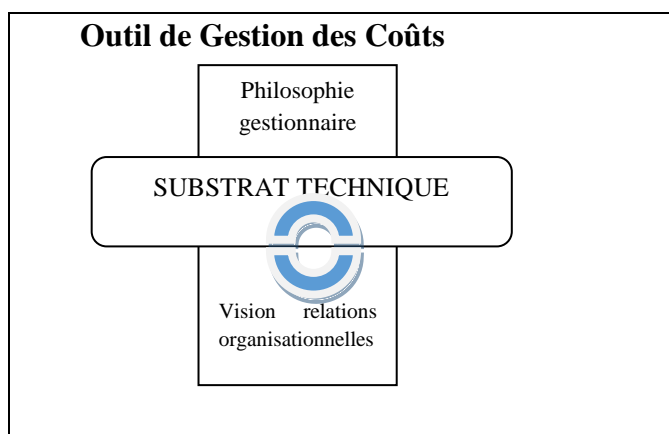 Outil de Gestion des Coûts
Philosophie
gestionnaire
SUBSTRAT TECHNIQUE
Vision relations
organisationnelles